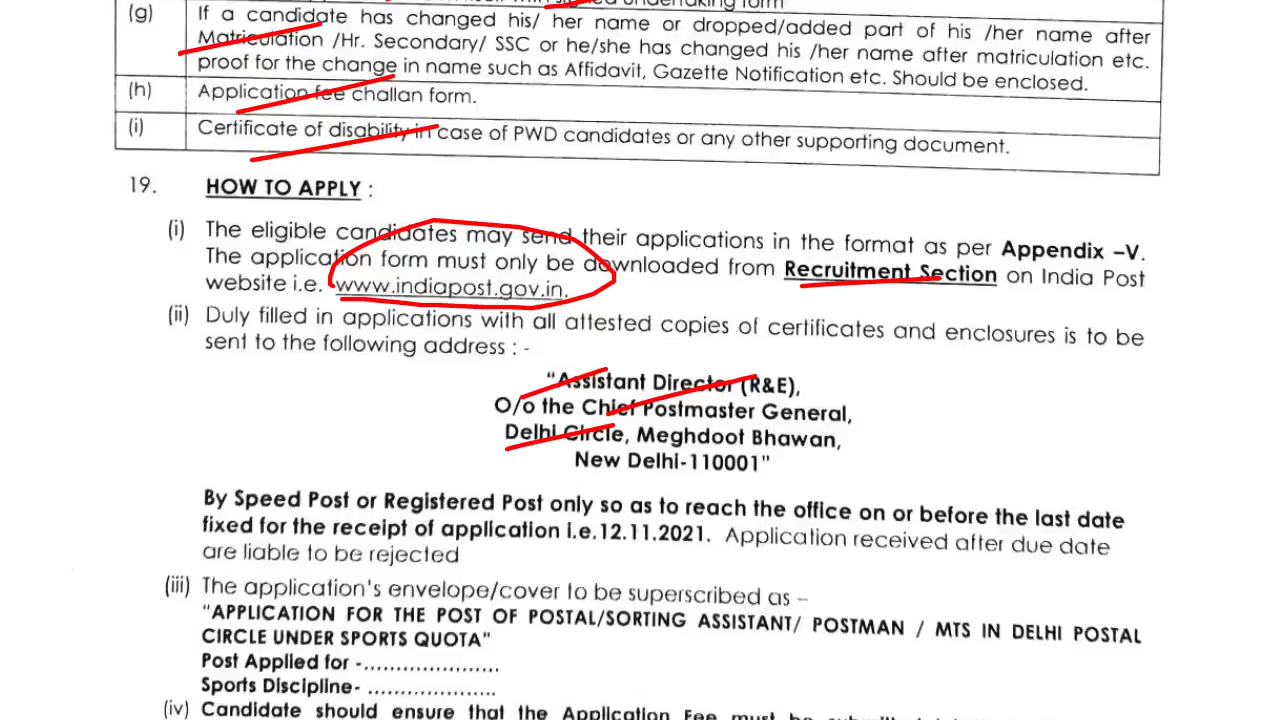 undertaking form
(g) If a candidate has changed his/ her name or dropped/added part of his /her name after
Matriculation /Hr. Secondary/ SSC or he/she has changed his /her name after matriculation etc.
proof for the change in name such as Affidavit, Gazette Notification etc. Should be enclosed.
(h) Application fee challan form.
(i) Certificate of disability in case of PWD candidates or any other supporting document.
19. HOW TO APPLY :
(i) The eligible candidates may send their applications in the format as per Appendix –V.
The application form must only be downloaded from Recruitment Section on India Post
website i.e. www.indiapost.gov.in.
(ii) Duly filled in applications with all attested copies of certificates and enclosures is to be
sent to the following address : -
"Assistant Director (R&E),
O/o the Chief Postmaster General,
Delhi Circle, Meghdoot Bhawan,
New Delhi-110001"
By Speed Post or Registered Post only so as to reach the office on or before the last date
fixed for the receipt of application i.e.12.11.2021. Application received after due date
are liable to be rejected
(iii) The application's envelope/cover to be superscribed as –
"APPLICATION FOR THE POST OF POSTAL/SORTING ASSISTANT/ POSTMAN / MTS IN DELHI POSTAL
CIRCLE UNDER SPORTS QUOTA"
Post Applied for -......................
Sports Discipline- ....................
(iv) Candidate should ensure that the Application Fee must be